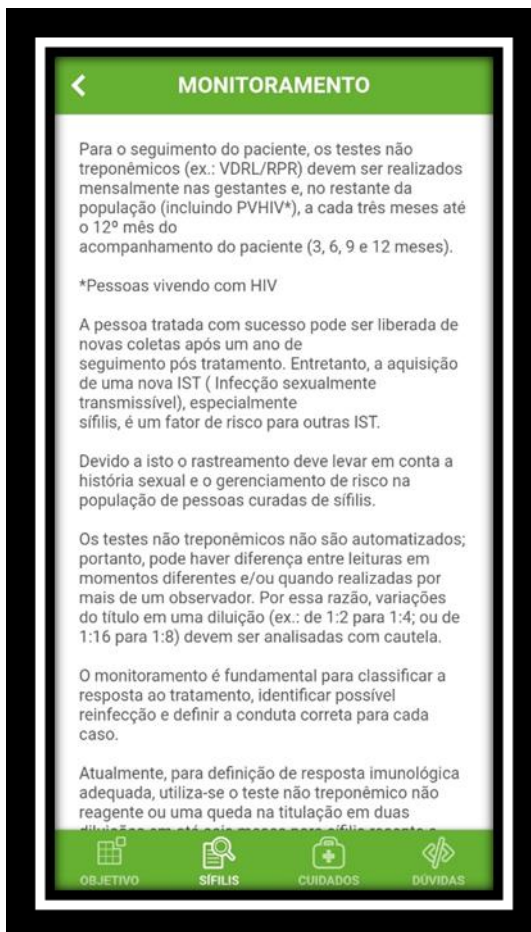 MONITORAMENTO
Para o seguimento do paciente, os testes não
treponêmicos (ex.: VDRL/RPR) devem ser realizados
mensalmente nas gestantes e, no restante da
população (incluindo PVHIV*), a cada três meses até
o 12º mês do
acompanhamento do paciente (3, 6, 9 e 12 meses).
*Pessoas vivendo com HIV
A pessoa tratada com sucesso pode ser liberada de
novas coletas após um ano de
seguimento pós tratamento. Entretanto, a aquisição
de uma nova IST ( Infecção sexualmente
transmissível), especialmente
sífilis, é um fator de risco para outras IST.
Devido a isto o rastreamento deve levar em conta a
história sexual e o gerenciamento de risco na
população de pessoas curadas de sífilis.
Os testes não treponêmicos não são automatizados;
portanto, pode haver diferença entre leituras em
momentos diferentes e/ou quando realizadas por
mais de um observador. Por essa razão, variações
do título em uma diluição (ex.: de 1:2 para 1:4; ou de
1:16 para 1:8) devem ser analisadas com cautela.
O monitoramento é fundamental para classificar a
resposta ao tratamento, identificar possível
reinfecção e definir a conduta correta para cada
caso.
Atualmente, para definição de resposta imunológica
adequada, utiliza-se o teste não treponêmico não
reagente ou uma queda na titulação em duas
OBJETIVO SÍFILIS CUIDADOS DÚVIDAS